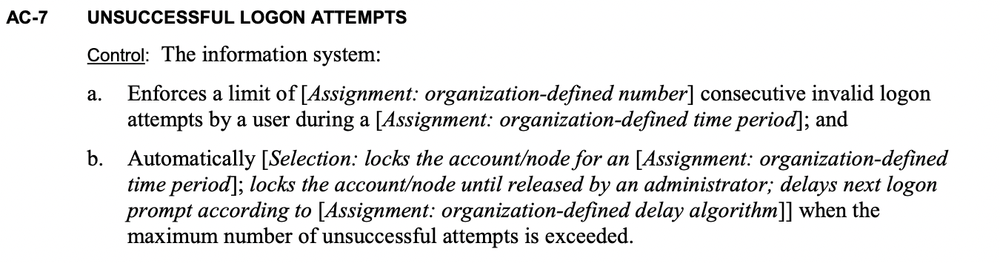 AC-7 UNSUCCESSFUL LOGON ATTEMPTS
Control: The information system:
a. Enforces a limit of [Assignment: organization-defined number] consecutive invalid logon
attempts by a user during a [Assignment: organization-defined time period]; and
b. Automatically [Selection: locks the account/node for an [Assignment: organization-defined
time period]; locks the account/node until released by an administrator; delays next logon
prompt according to [Assignment: organization-defined delay algorithm]] when the
maximum number of unsuccessful attempts is exceeded.